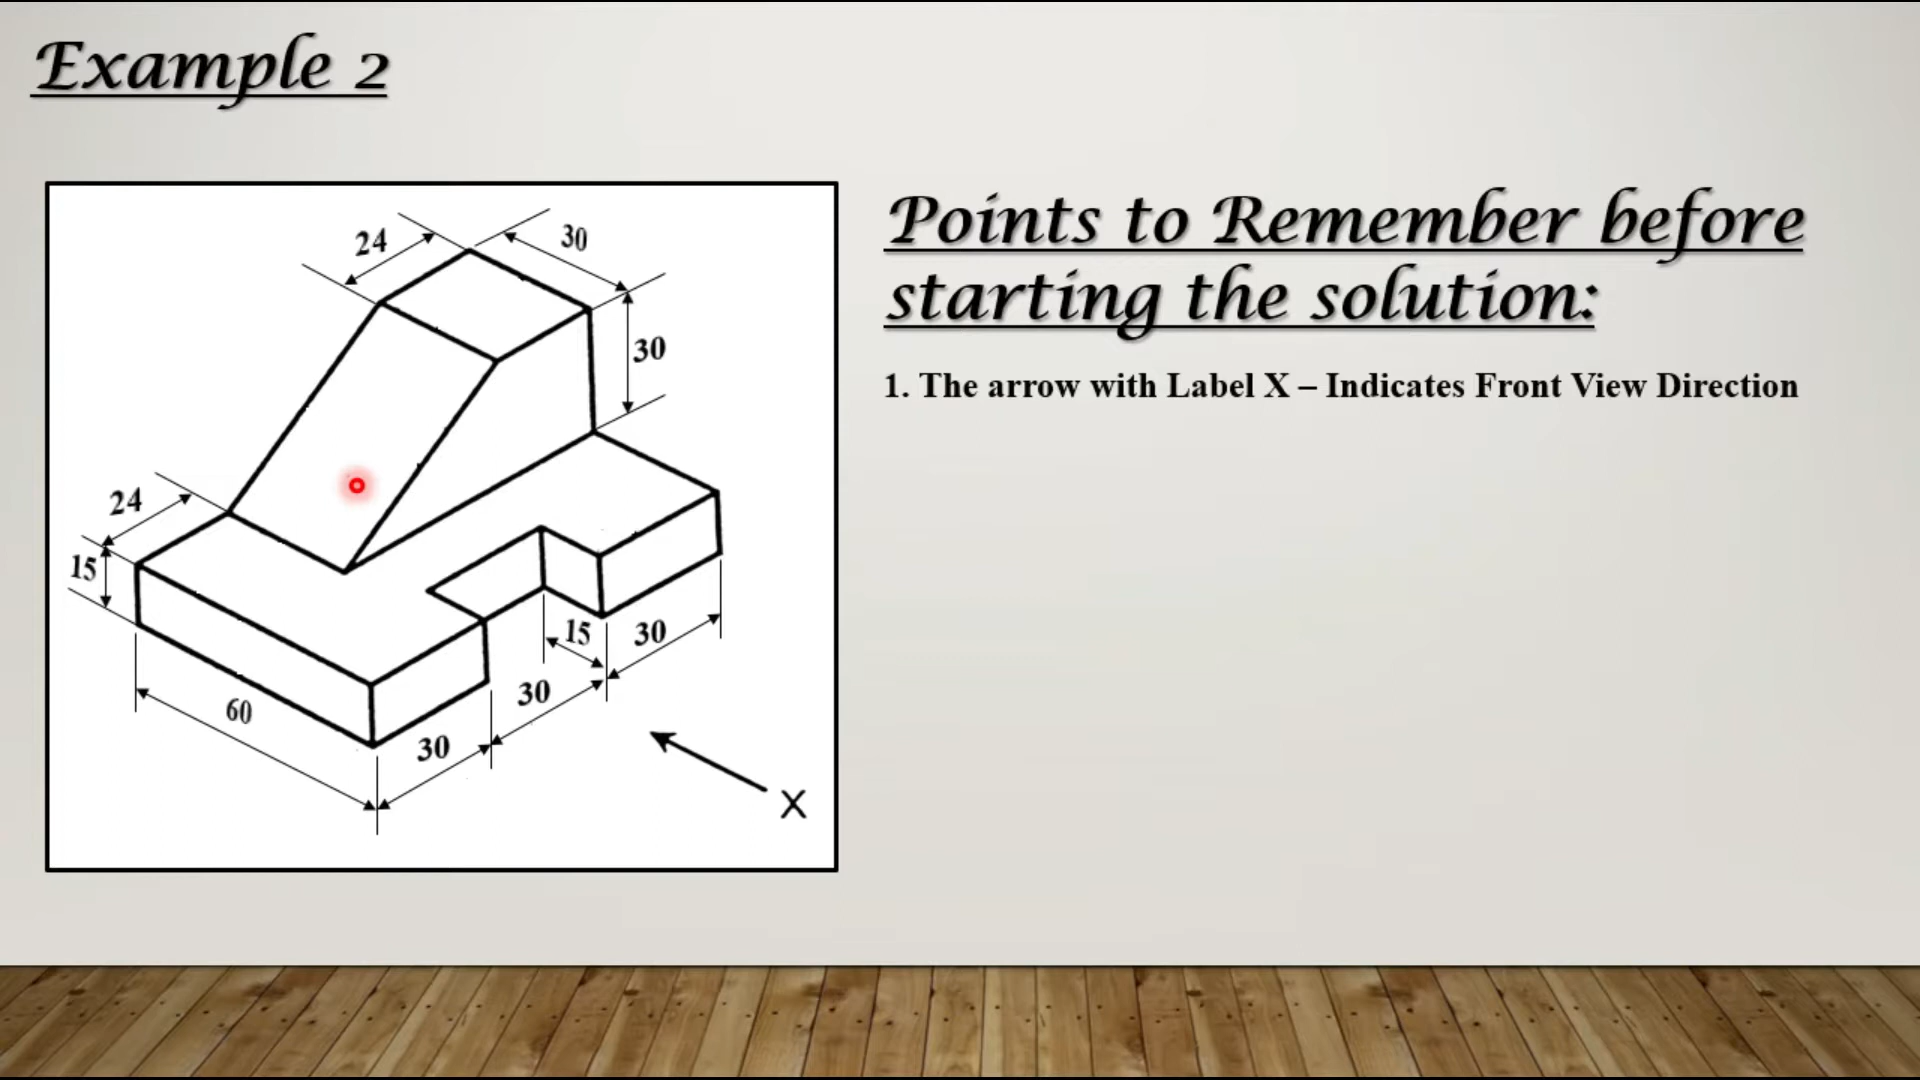 Example 2
Points to Remember before
starting the solution:
1. The arrow with Label X – Indicates Front View Direction
24
30
30
24
15
15
30
30
60
30
X